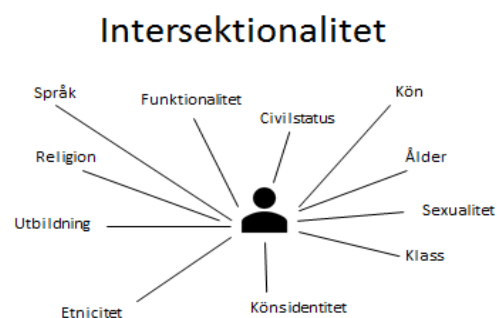 Intersektionalitet
Språk
Funktionalitet
Civilstatus
Kön
Religion
Ålder
Utbildning
Sexualitet
Klass
Etnicitet
Könsidentitet